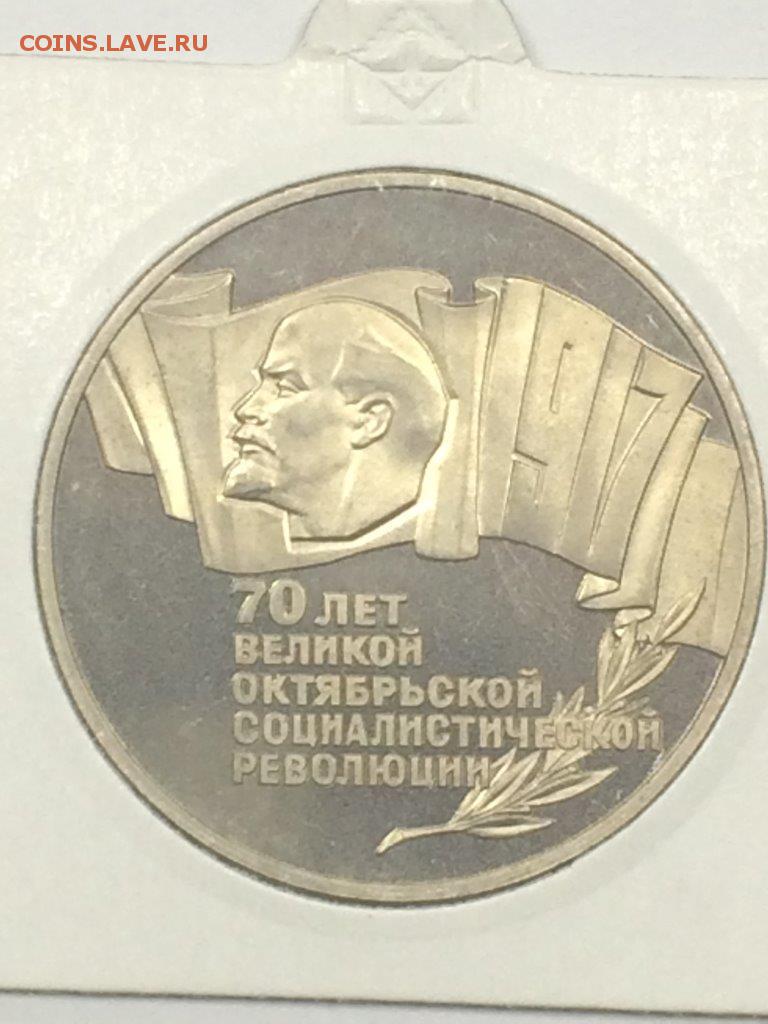 COINS.LAVE.RU
1917
70 ЛЕТ
ВЕЛИКОЙ
ОКТЯБРЬСКОЙ
СОЦИАЛИСТИЧЕСКОЙ
РЕВОЛЮЦИИ